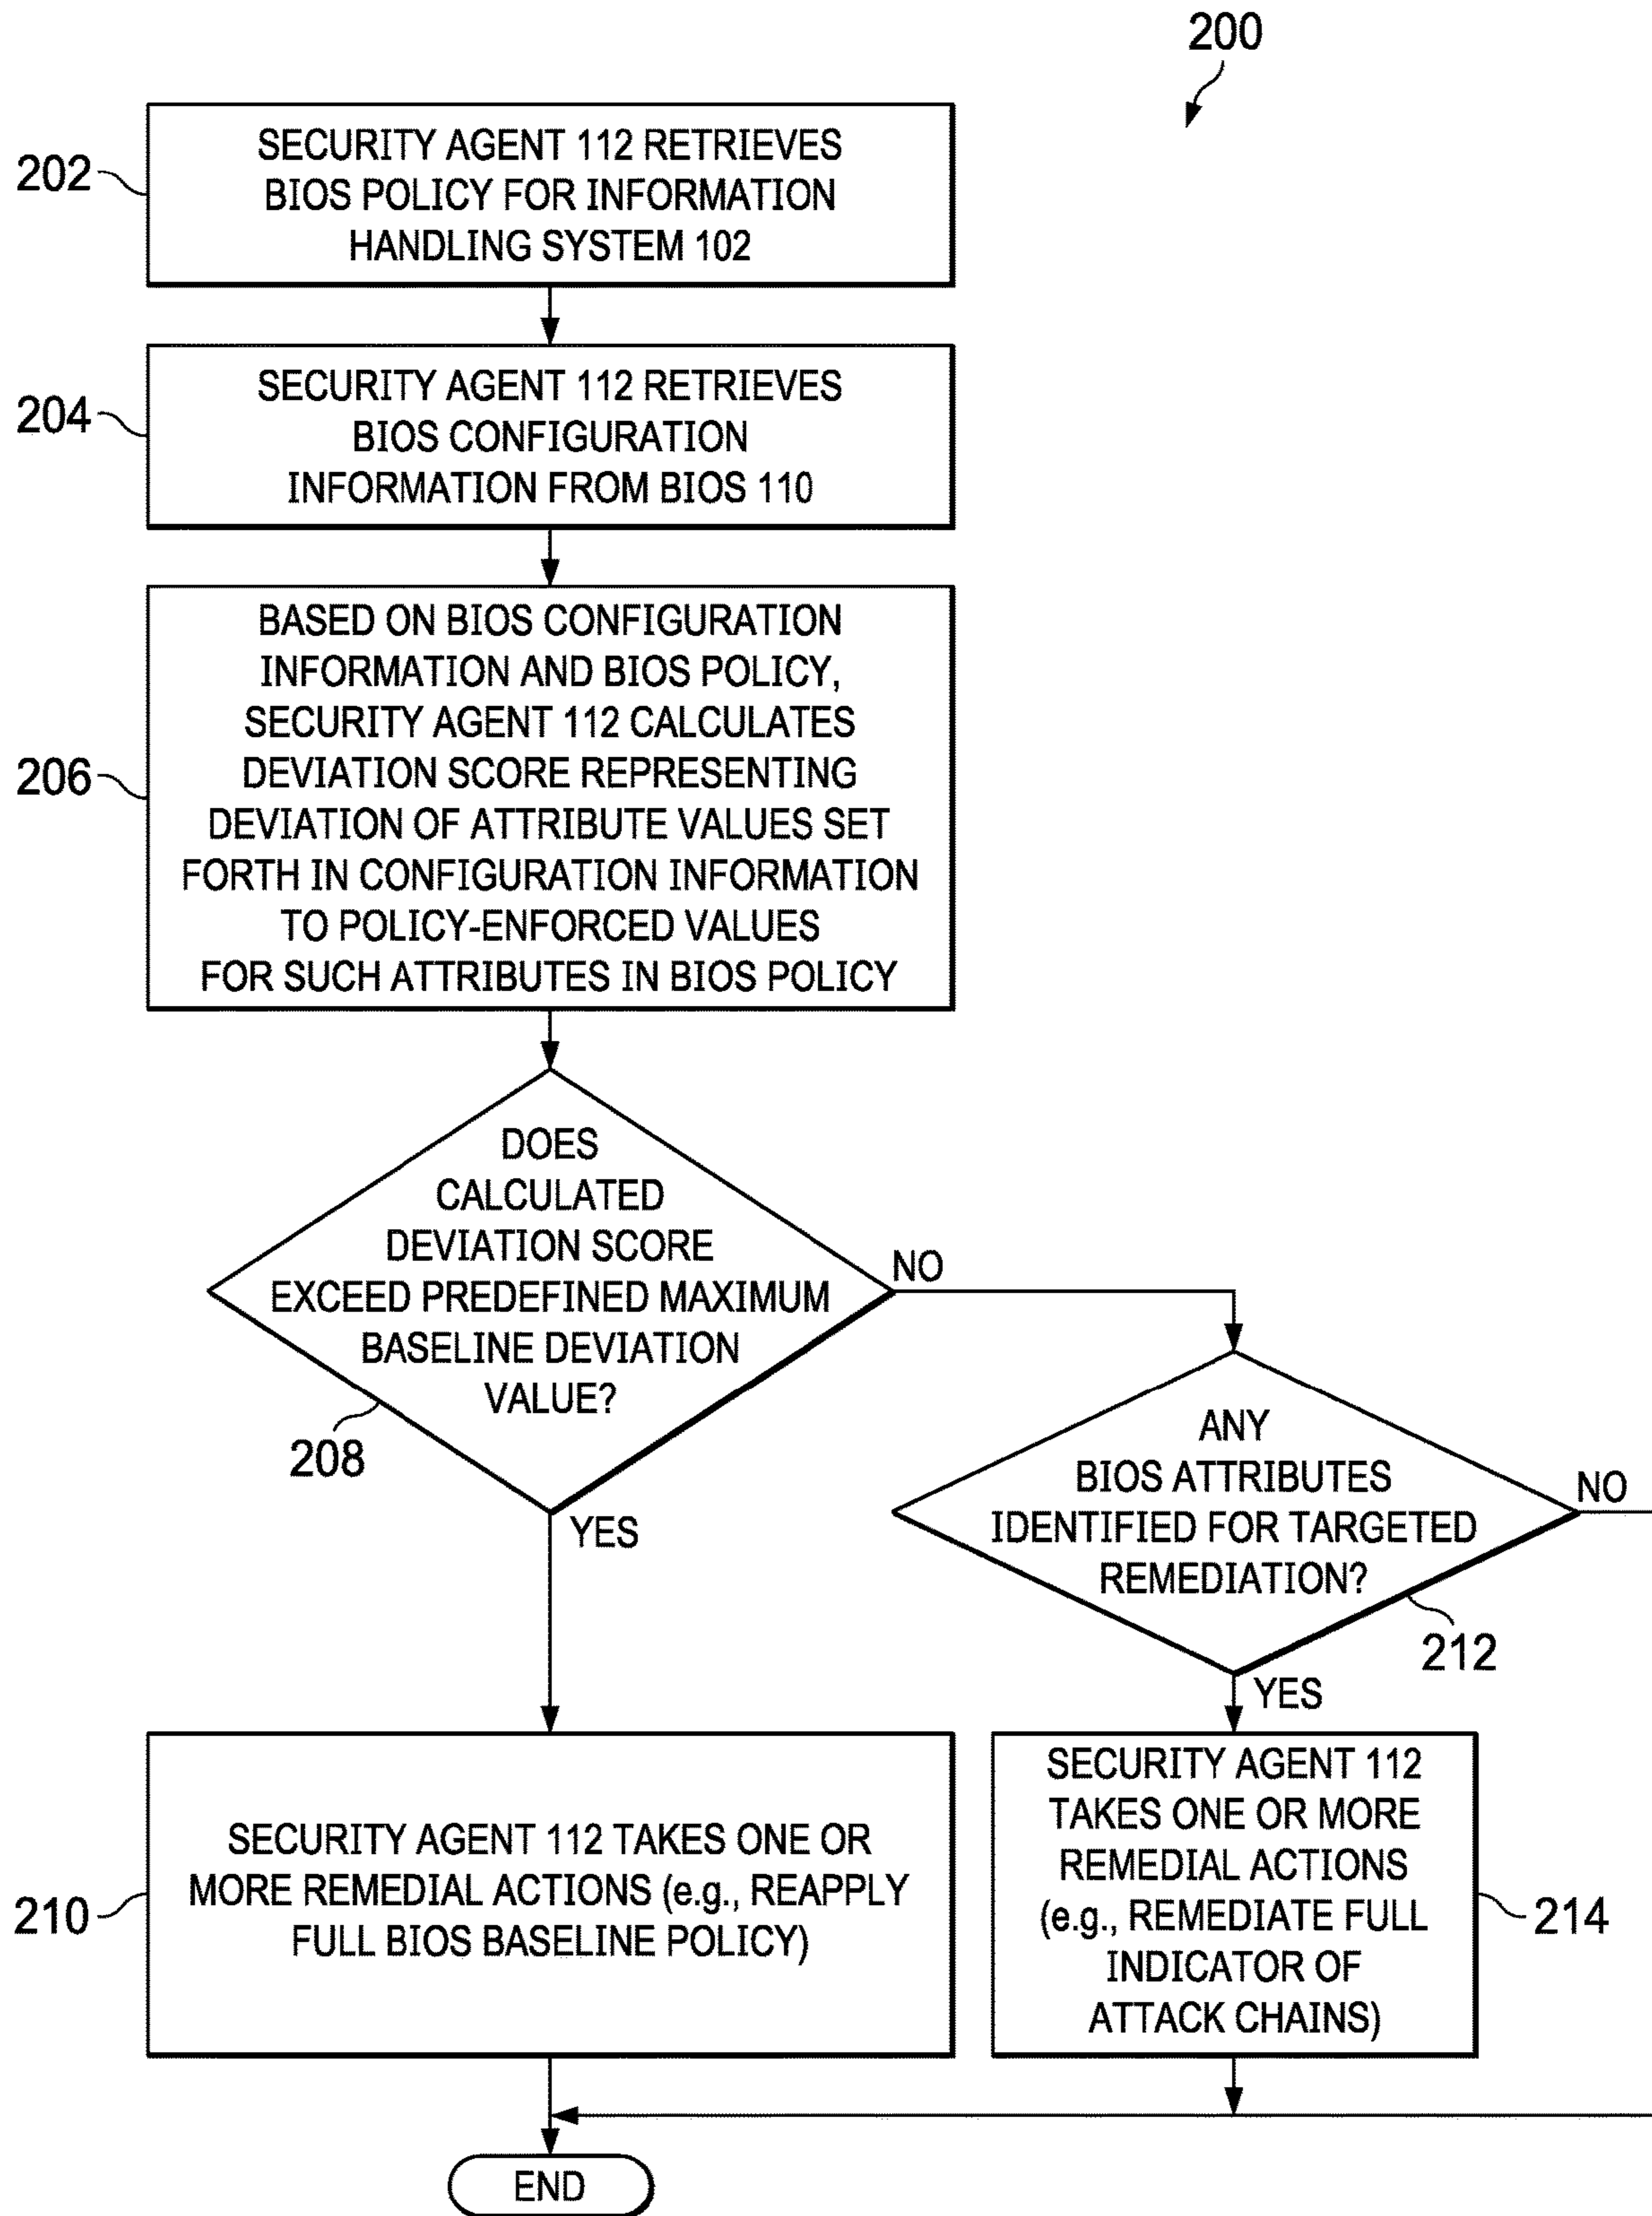 200
202
SECURITY AGENT 112 RETRIEVES
BIOS POLICY FOR INFORMATION
HANDLING SYSTEM 102
204
SECURITY AGENT 112 RETRIEVES
BIOS CONFIGURATION
INFORMATION FROM BIOS 110
206
BASED ON BIOS CONFIGURATION
INFORMATION AND BIOS POLICY,
SECURITY AGENT 112 CALCULATES
DEVIATION SCORE REPRESENTING
DEVIATION OF ATTRIBUTE VALUES SET
FORTH IN CONFIGURATION INFORMATION
TO POLICY-ENFORCED VALUES
FOR SUCH ATTRIBUTES IN BIOS POLICY
DOES
CALCULATED
DEVIATION SCORE
EXCEED PREDEFINED MAXIMUM
BASELINE DEVIATION
VALUE?
208
NO
YES
ANY
BIOS ATTRIBUTES
IDENTIFIED FOR TARGETED
REMEDIATION?
212
NO
YES
210
SECURITY AGENT 112 TAKES ONE OR
MORE REMEDIAL ACTIONS (e.g., REAPPLY
FULL BIOS BASELINE POLICY)
SECURITY AGENT 112
TAKES ONE OR MORE
REMEDIAL ACTIONS
(e.g., REMEDIATE FULL
INDICATOR OF
ATTACK CHAINS)
214
END